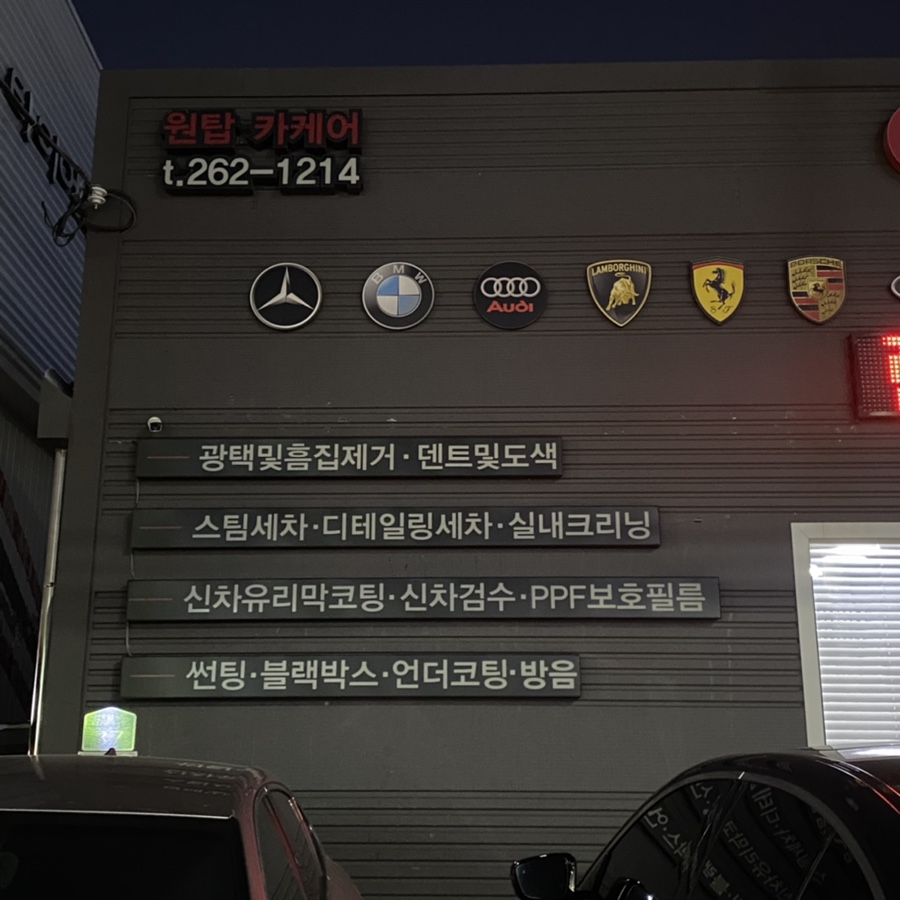 원탑 카케어
t.262-1214
BMW
Audi
LAMBORGHINI
S F
PORSCHE
광택및흠집제거·덴트및도색
스팀세차·디테일링세차·실내크리닝
신차유리막코팅·신차검수·PPF보호필름
썬팅·블랙박스·언더코팅·방음